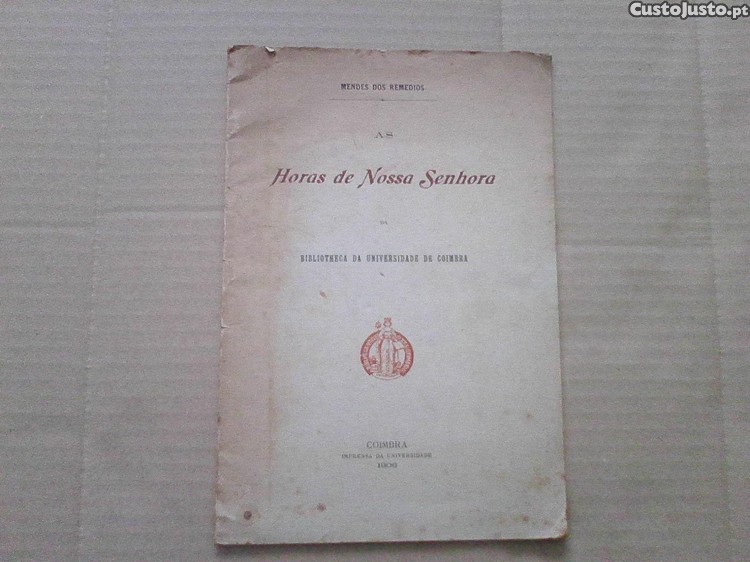 CustoJusto.pt
MENDES DOS REMEDIOS
AS
Horas de Nossa Senhora
DA
BIBLIOTHECA DA UNIVERSIDADE DE COIMBRA
COIMBRA
IMPRENSA DA UNIVERSIDADE